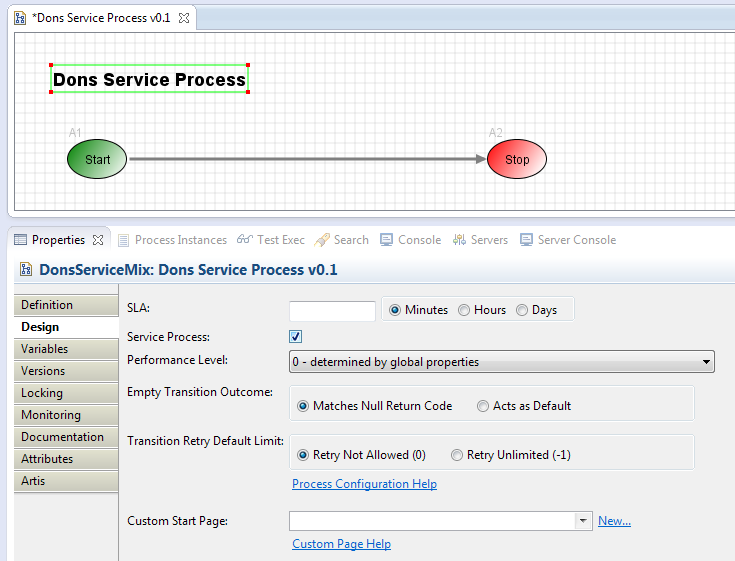 *Dons Service Process v0.1
Dons Service Process
A1
A2
Start
Stop
Properties Process Instances Test Exec Search Console Servers Server Console
DonsServiceMix: Dons Service Process v0.1
Definition
Design
Variables
Versions
Locking
Monitoring
Documentation
Attributes
Artis
SLA: Minutes Hours Days
Service Process:
Performance Level: 0 - determined by global properties
Empty Transition Outcome: Matches Null Return Code Acts as Default
Transition Retry Default Limit: Retry Not Allowed (0) Retry Unlimited (-1)
Process Configuration Help
Custom Start Page: New...
Custom Page Help